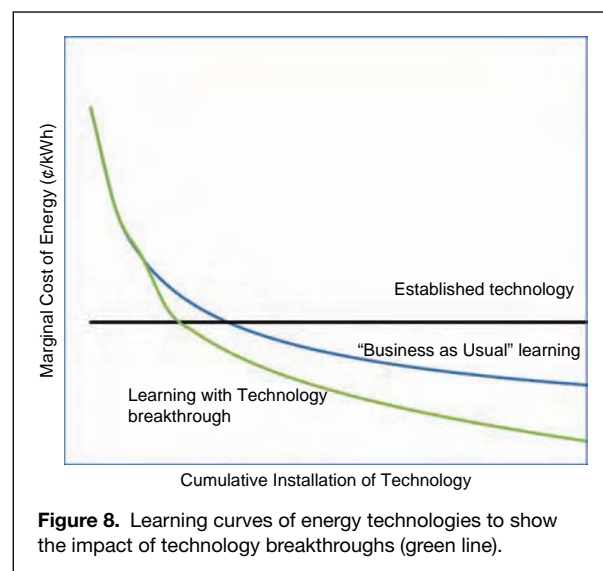 Marginal Cost of Energy (¢/kWh)
Established technology
“Business as Usual” learning
Learning with Technology
breakthrough
Cumulative Installation of Technology
Figure 8. Learning curves of energy technologies to show
the impact of technology breakthroughs (green line).